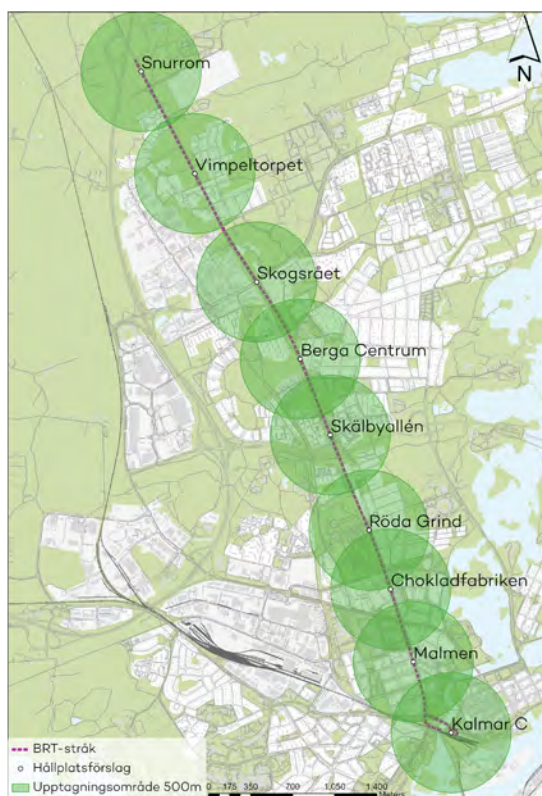 N
Snurrom
Vimpeltorpet
Skogsrået
Berga Centrum
Skälbyallén
Röda Grind
Chokladfabriken
Malmen
Kalmar C
BRT-stråk
Hållplatsförslag
Upptagningsområde 500m
0 175 350 700 1 050 1 400
Meters